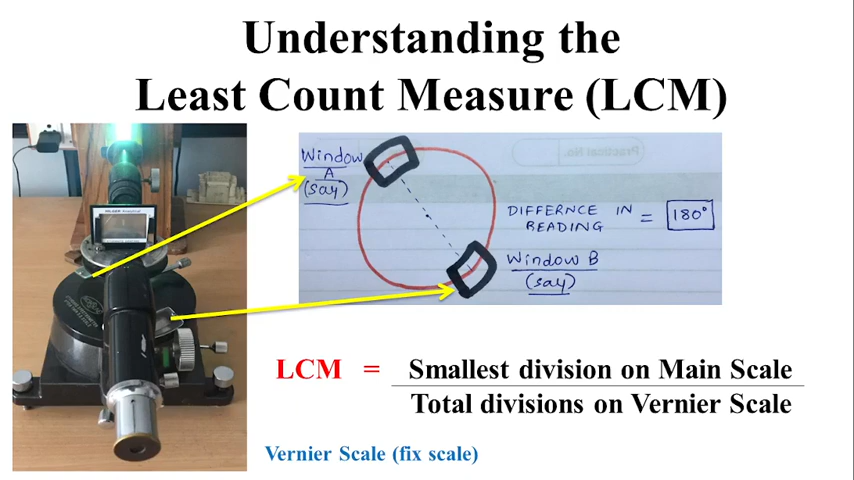 Understanding the
Least Count Measure (LCM)
Window
A
(say)
DIFFERNCE IN
READING
=
180°
Window B
(say)
LCM = Smallest division on Main Scale
Total divisions on Vernier Scale
Vernier Scale (fix scale)